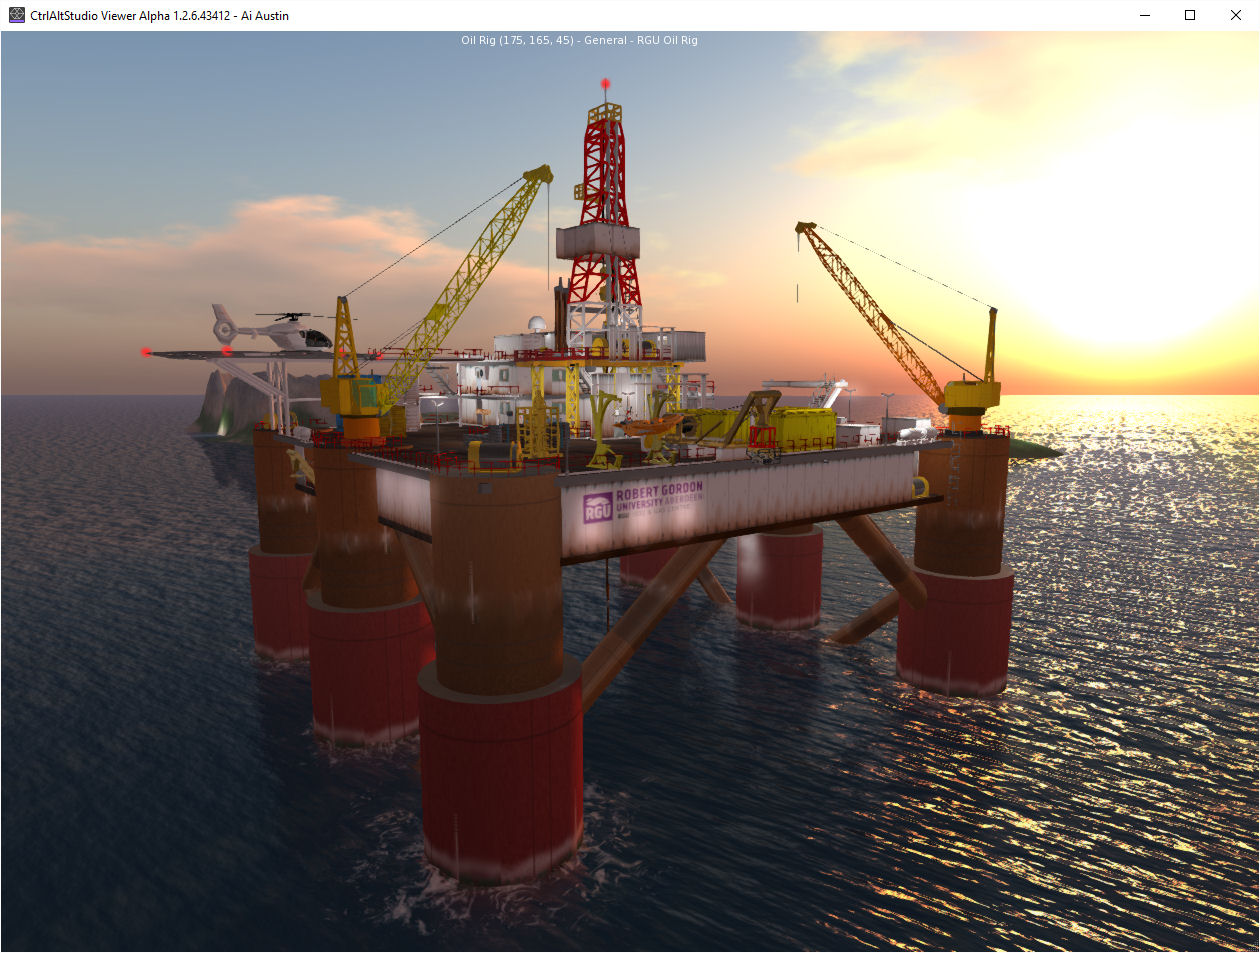 CtrlAltStudio Viewer Alpha 1.2.6.43412 - Ai Austin
Oil Rig (175, 165, 45) - General - RGU Oil Rig
RGU
ROBERT GORDON
UNIVERSITY ABERDEEN